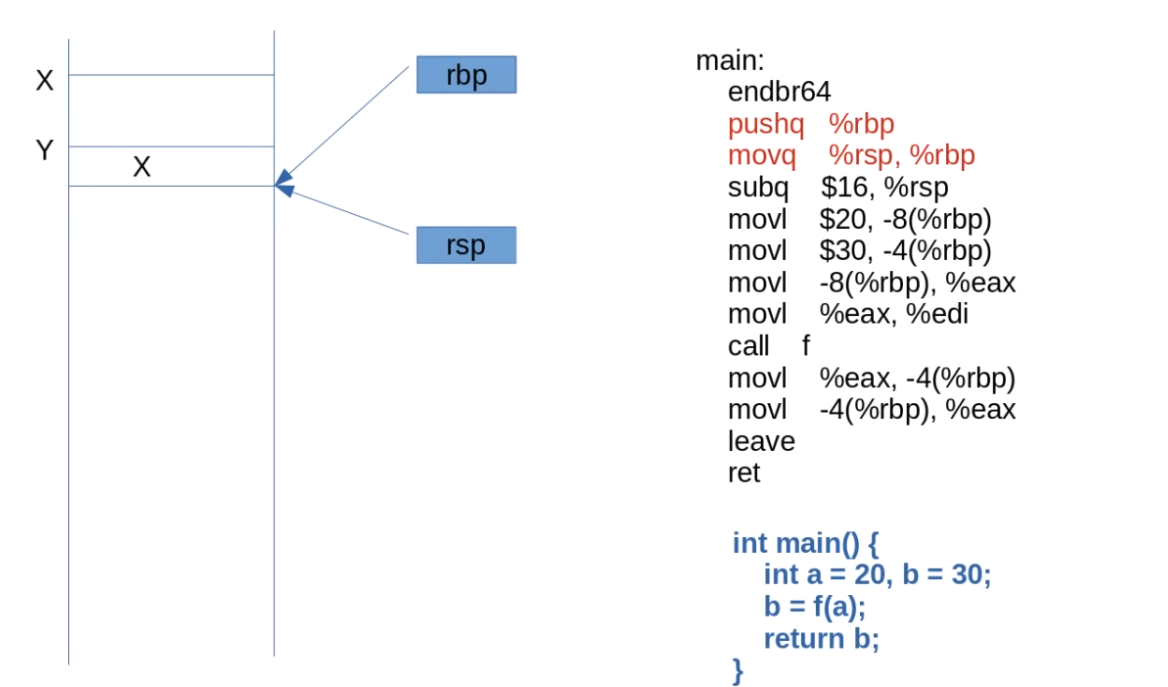 X
Y
X
rbp
rsp
main:
endbr64
pushq %rbp
movq %rsp, %rbp
subq $16, %rsp
movl $20, -8(%rbp)
movl $30, -4(%rbp)
movl -8(%rbp), %eax
movl %eax, %edi
call f
movl %eax, -4(%rbp)
movl -4(%rbp), %eax
leave
ret
int main() {
int a = 20, b = 30;
b = f(a);
return b;
}